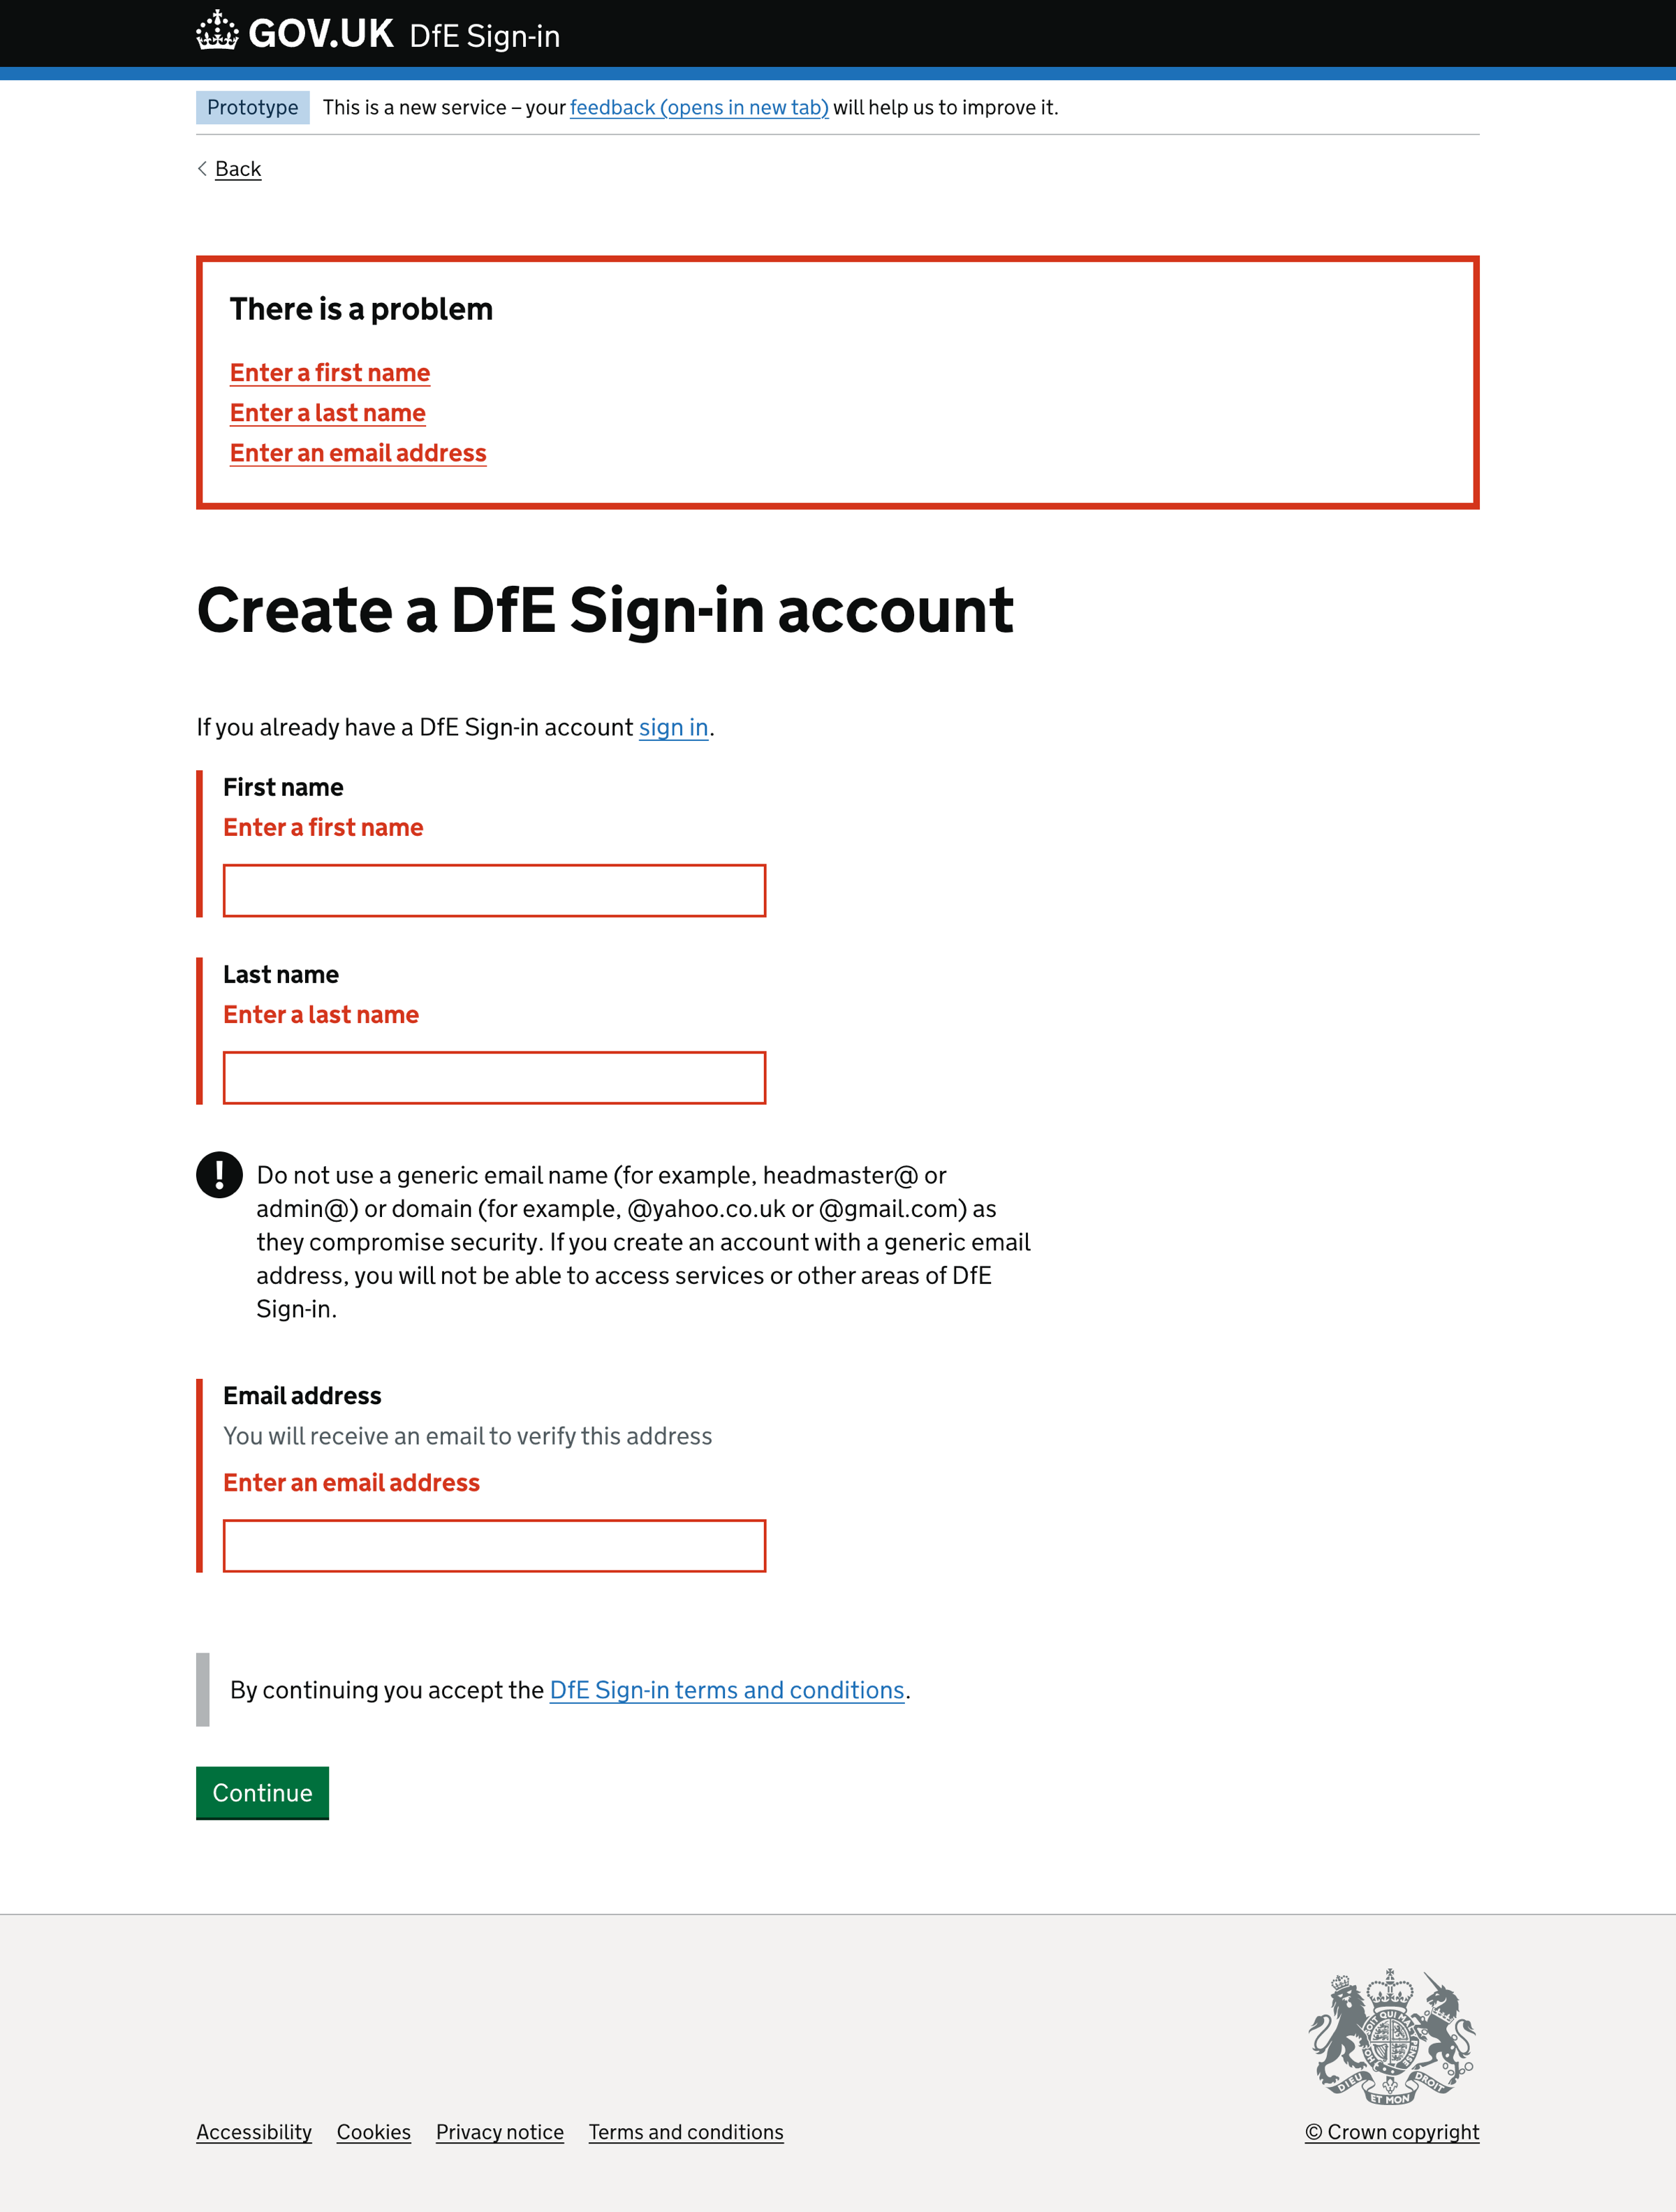 GOV.UK DfE Sign-in
Prototype This is a new service – your feedback (opens in new tab) will help us to improve it.
Back
There is a problem
Enter a first name
Enter a last name
Enter an email address
Create a DfE Sign-in account
If you already have a DfE Sign-in account sign in.
First name
Enter a first name
Last name
Enter a last name
! Do not use a generic email name (for example, headmaster@ or
admin@) or domain (for example, @yahoo.co.uk or @gmail.com) as
they compromise security. If you create an account with a generic email
address, you will not be able to access services or other areas of DfE
Sign-in.
Email address
You will receive an email to verify this address
Enter an email address
By continuing you accept the DfE Sign-in terms and conditions.
Continue
DIEU ET MON DROIT
Accessibility Cookies Privacy notice Terms and conditions © Crown copyright